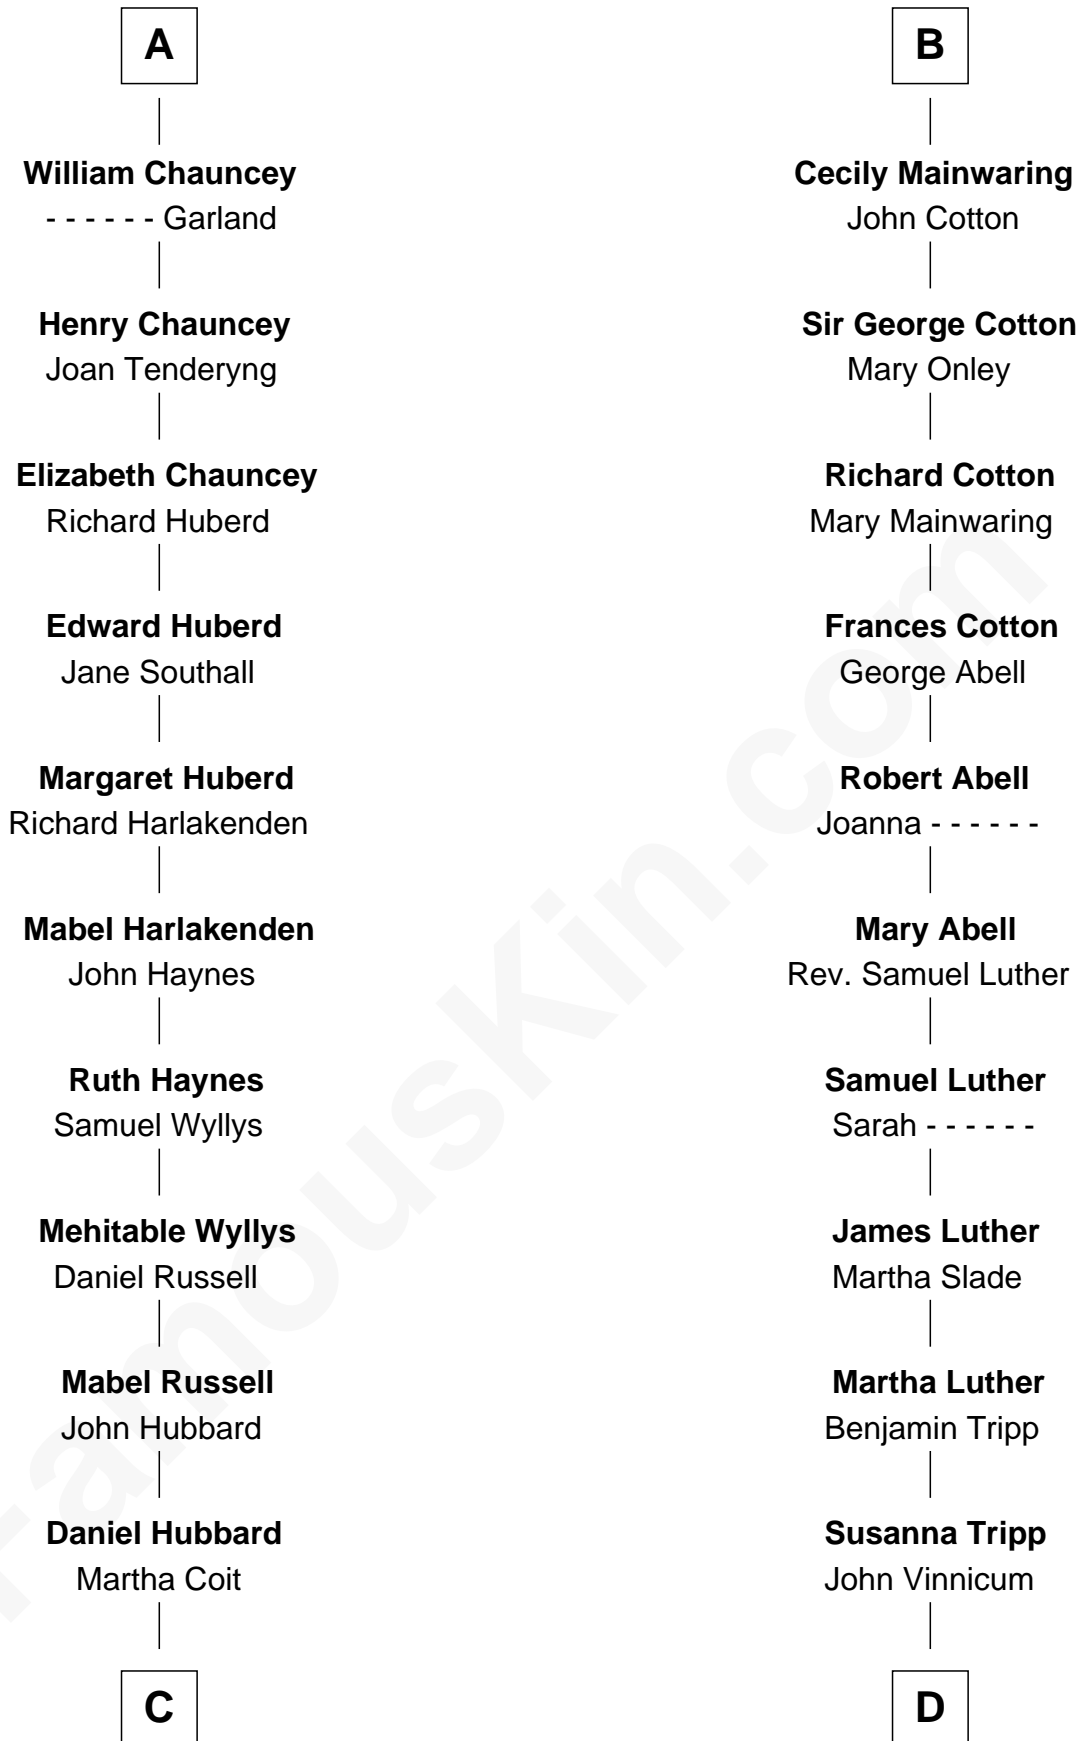 A
William Chauncey
- - - - - - Garland
Henry Chauncey
Joan Tenderyng
Elizabeth Chauncey
Richard Huberd
Edward Huberd
Jane Southall
Margaret Huberd
Richard Harlakenden
Mabel Harlakenden
John Haynes
Ruth Haynes
Samuel Wyllys
Mehitable Wyllys
Daniel Russell
Mabel Russell
John Hubbard
Daniel Hubbard
Martha Coit
C
B
Cecily Mainwaring
John Cotton
Sir George Cotton
Mary Onley
Richard Cotton
Mary Mainwaring
Frances Cotton
George Abell
Robert Abell
Joanna - - - - - -
Mary Abell
Rev. Samuel Luther
Samuel Luther
Sarah - - - - - -
James Luther
Martha Slade
Martha Luther
Benjamin Tripp
Susanna Tripp
John Vinnicum
D
FamousKin.com